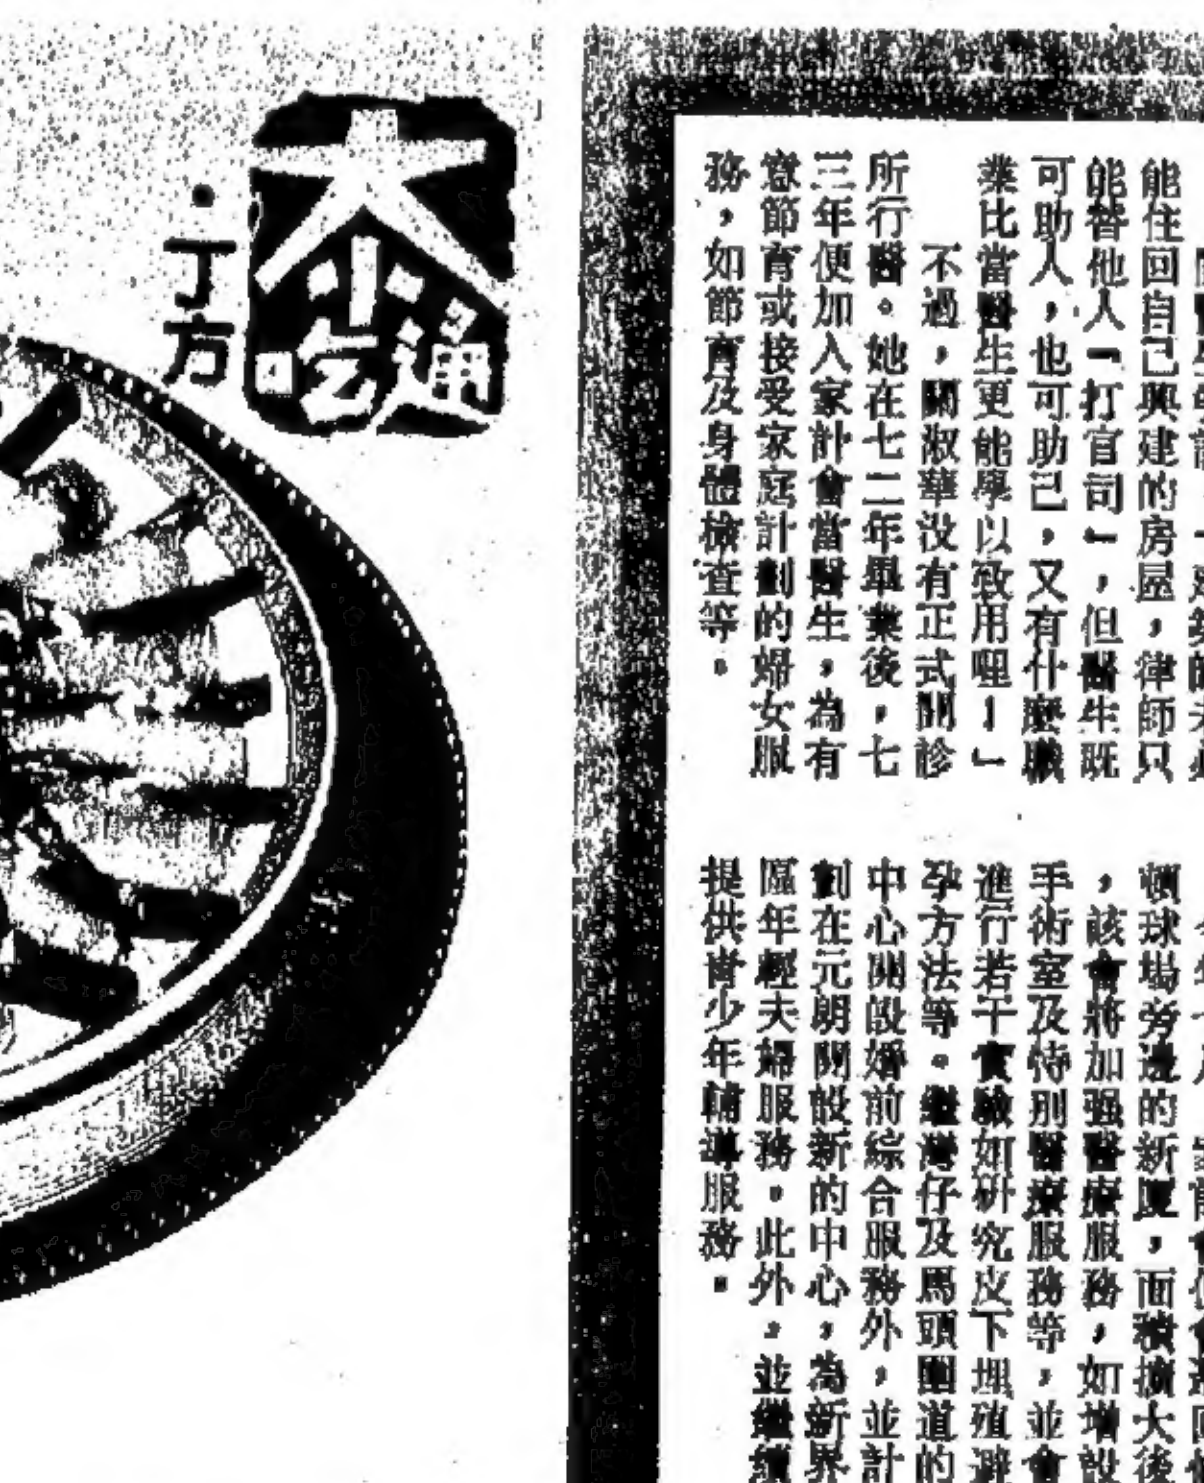 能住回自己興建的房屋，律師只
能替他人「打官司」，但醫生既
可助人，也可助己，又有什麼職
業比當醫生更能學以致用哩！」
不過，關淑華没有正式開診
所行醫。她在七二年畢業後，七
三年便加入家計會當醫生，為有
意節育或接受家庭計劃的婦女服
務，如節育及身體檢查等。
頓球場旁邊的新厦，面積擴大後
，該會將加强醫療服務，如增設
手術室及特別醫療服務等，並會
進行若干實驗如研究皮下埋殖避
孕方法等。繼灣仔及馬頭圍道的
中心開設婚前綜合服務外，並計
劃在元朗開設新的中心，為新界
區年輕夫婦服務。此外，並繼續
提供青少年輔導服務。
大小通吃
・丁方